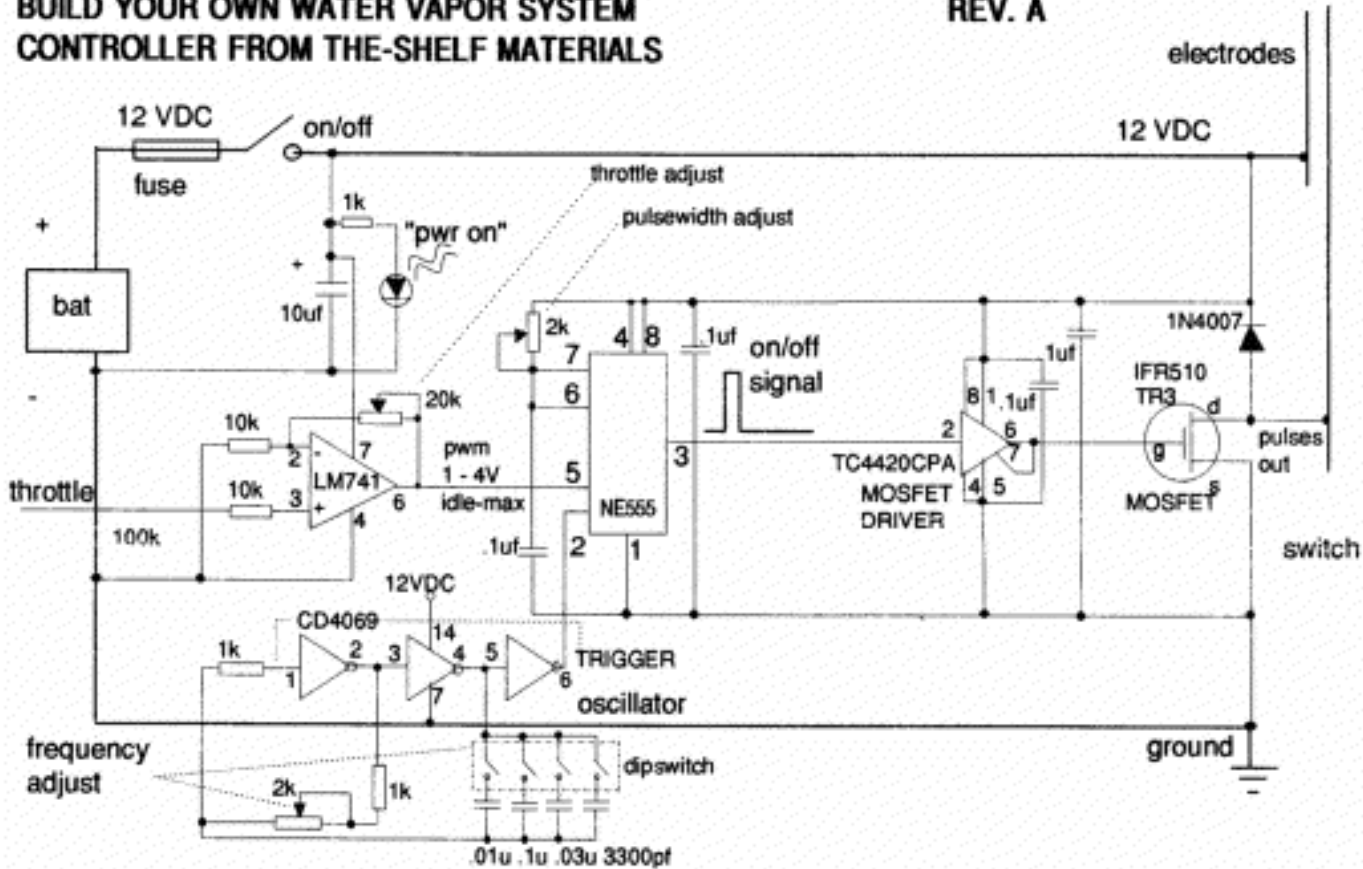 BUILD YOUR OWN WATER VAPOR SYSTEM
CONTROLLER FROM THE-SHELF MATERIALS
REV. A
electrodes
12 VDC
on/off
12 VDC
fuse
throttle adjust
1k
pulsewidth adjust
"pwr on"
+
+
bat
10uf
2k
4 8
.1uf
on/off
signal
1N4007
7
1uf
6
IFR510
TR3
-
20k
8 1
.1uf
d
10k
7
pwm
1 - 4V
idle-max
2
-
LM741
3
2
6
7
g
pulses
out
TC4420CPA
throttle
10k
3
+
6
5
NE555
4 5
s
MOSFET
DRIVER
MOSFET
100k
4
.1uf
2
1
switch
12VDC
CD4069
14
1k
1
2
3
4
5
6
TRIGGER
7
oscillator
frequency
adjust
ground
dipswitch
2k
1k
.01u .1u .03u 3300pf